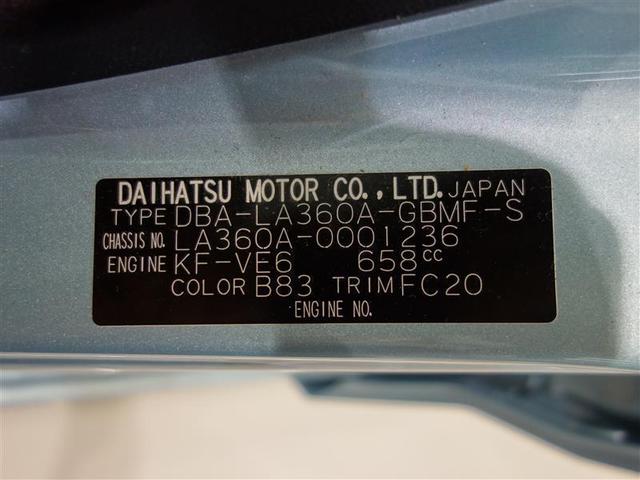 DAIHATSU MOTOR CO., LTD. JAPAN
TYPE DBA-LA360A-GBMF-S
CHASSIS NO. LA360A-0001236
ENGINE KF-VE6 658cc
COLOR B83 TRIM FC20
ENGINE NO.